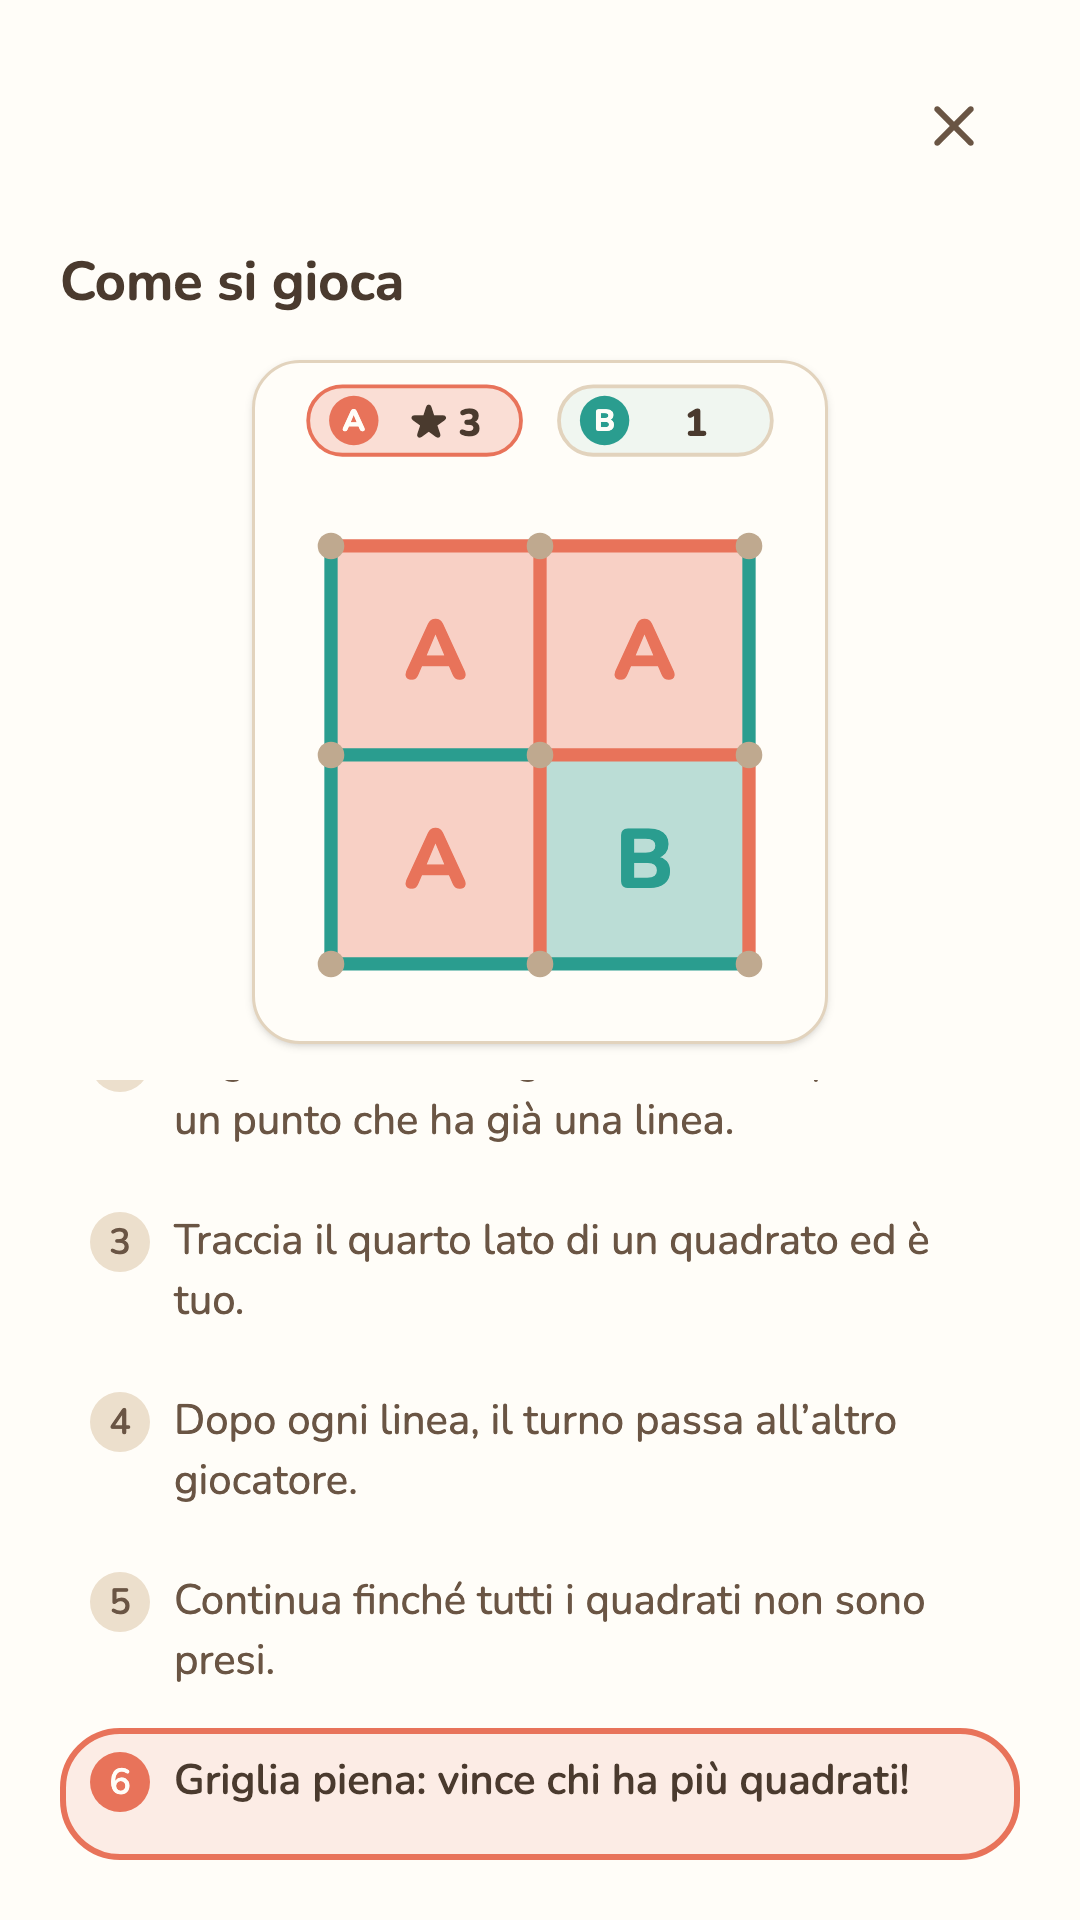 Come si gioca
A ★ 3 B 1
A A
A B
un punto che ha già una linea.
3 Traccia il quarto lato di un quadrato ed è
tuo.
4 Dopo ogni linea, il turno passa all’altro
giocatore.
5 Continua finché tutti i quadrati non sono
presi.
6 Griglia piena: vince chi ha più quadrati!